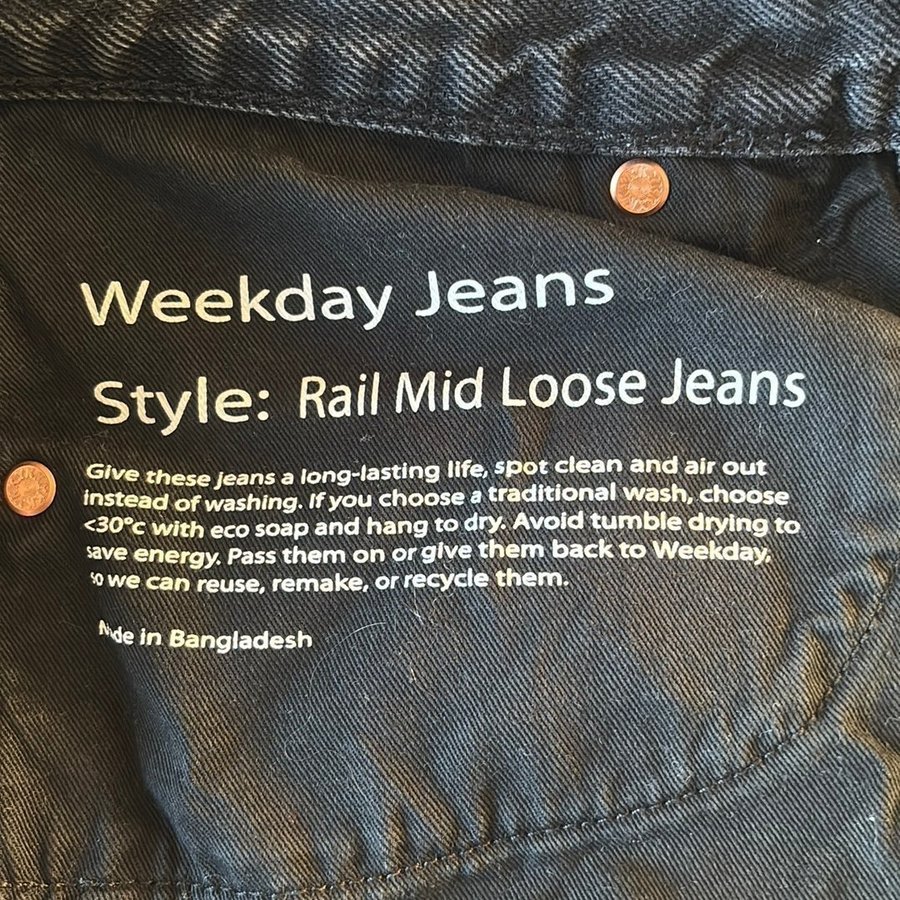 Weekday Jeans
Style: Rail Mid Loose Jeans
Give these jeans a long-lasting life, spot clean and air out
instead of washing. If you choose a traditional wash, choose
<30°c with eco soap and hang to dry. Avoid tumble drying to
save energy. Pass them on or give them back to Weekday,
so we can reuse, remake, or recycle them.
Made in Bangladesh